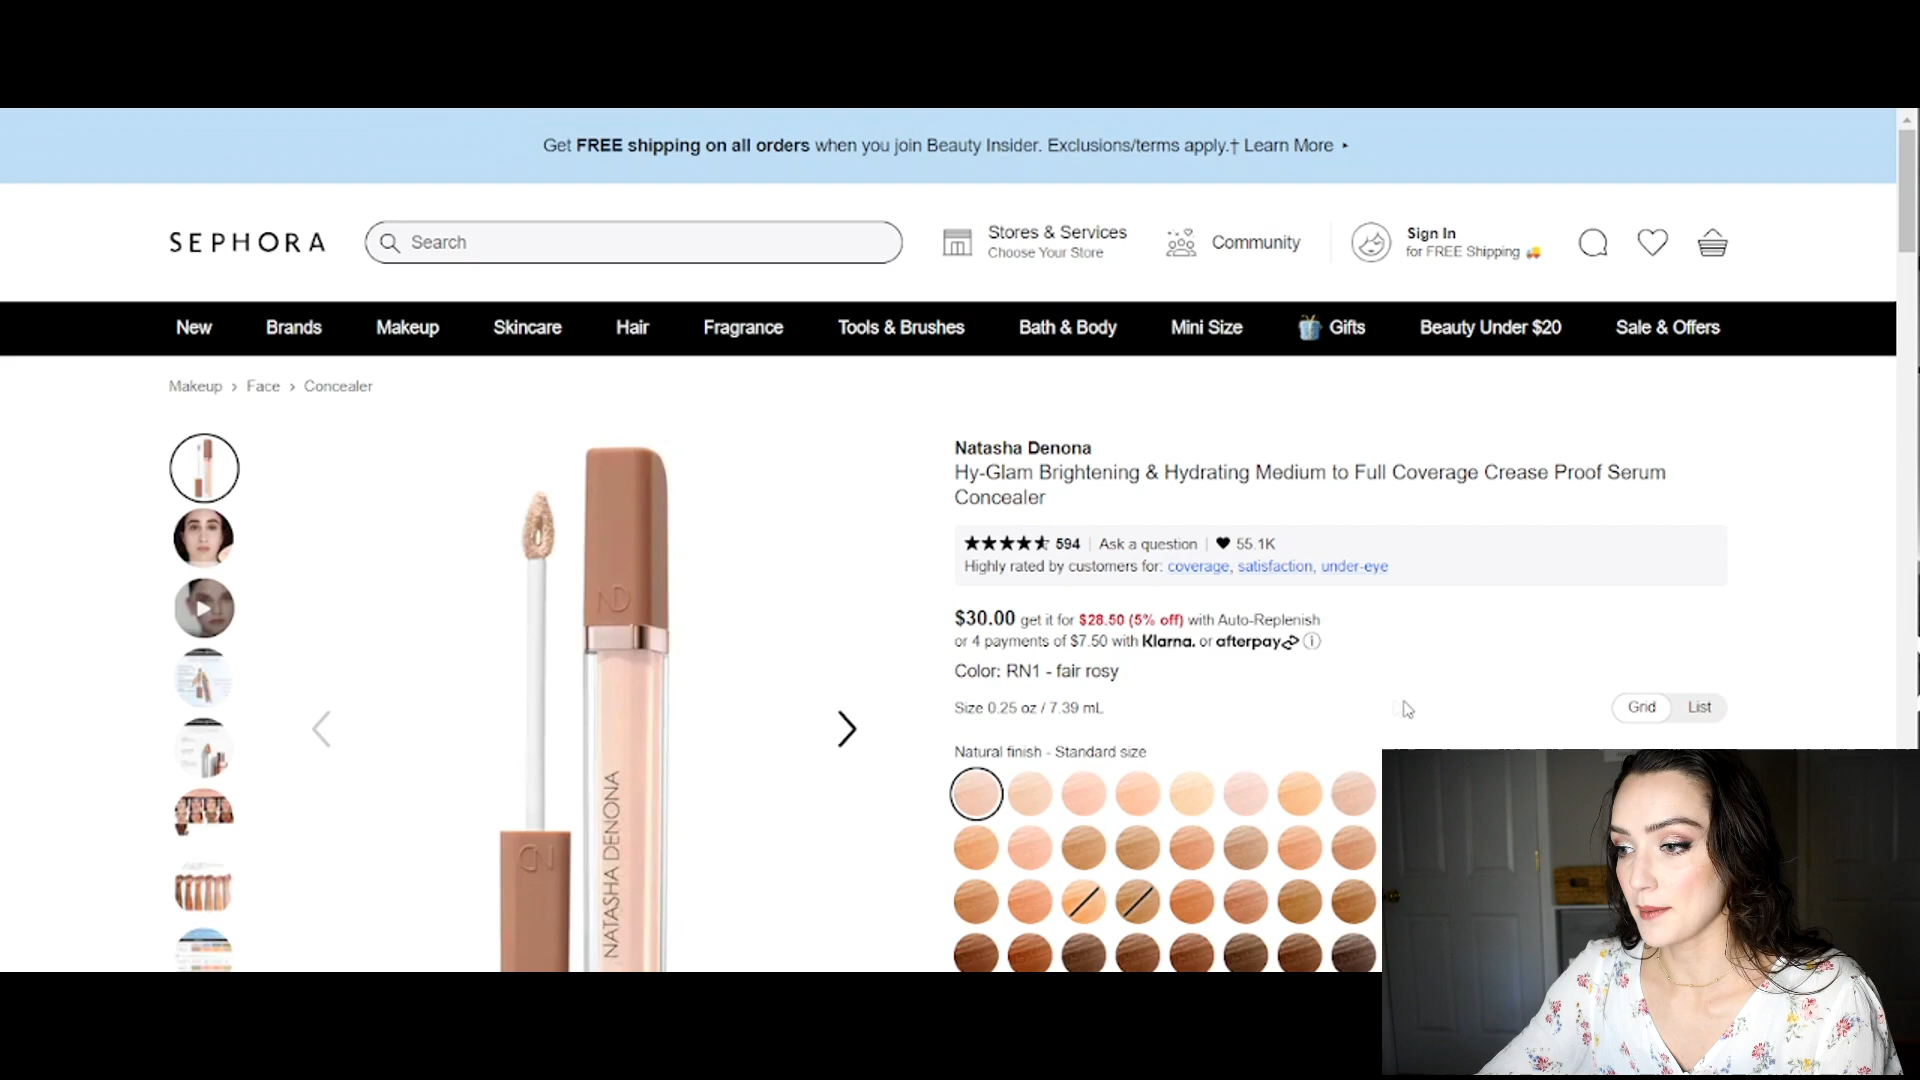 Get FREE shipping on all orders when you join Beauty Insider. Exclusions/terms apply.† Learn More ▸
SEPHORA
Search
Stores & Services
Choose Your Store
Community
Sign In
for FREE Shipping 🚚
New Brands Makeup Skincare Hair Fragrance Tools & Brushes Bath & Body Mini Size Gifts Beauty Under $20 Sale & Offers
Makeup > Face > Concealer
Natasha Denona
Hy-Glam Brightening & Hydrating Medium to Full Coverage Crease Proof Serum
Concealer
594 | Ask a question | 55.1K
Highly rated by customers for: coverage, satisfaction, under-eye
$30.00 get it for $28.50 (5% off) with Auto-Replenish
or 4 payments of $7.50 with Klarna. or afterpay
Color: RN1 - fair rosy
Size 0.25 oz / 7.39 mL
Grid List
Natural finish - Standard size
ND
ND
NATASHA DENONA